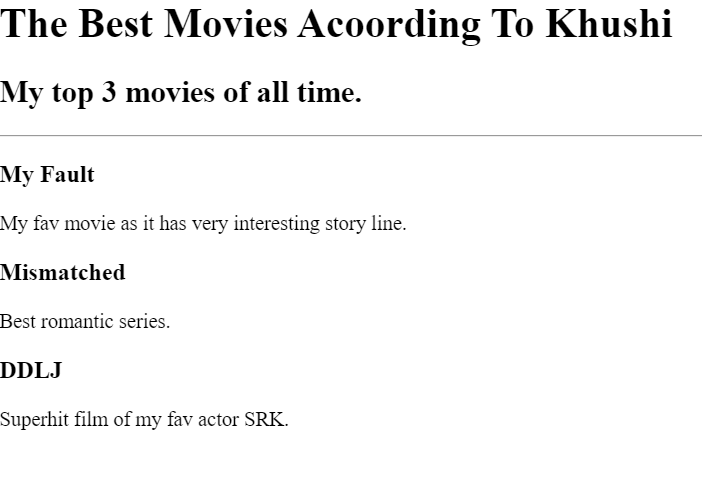 The Best Movies Acoording To Khushi
My top 3 movies of all time.
My Fault
My fav movie as it has very interesting story line.
Mismatched
Best romantic series.
DDLJ
Superhit film of my fav actor SRK.